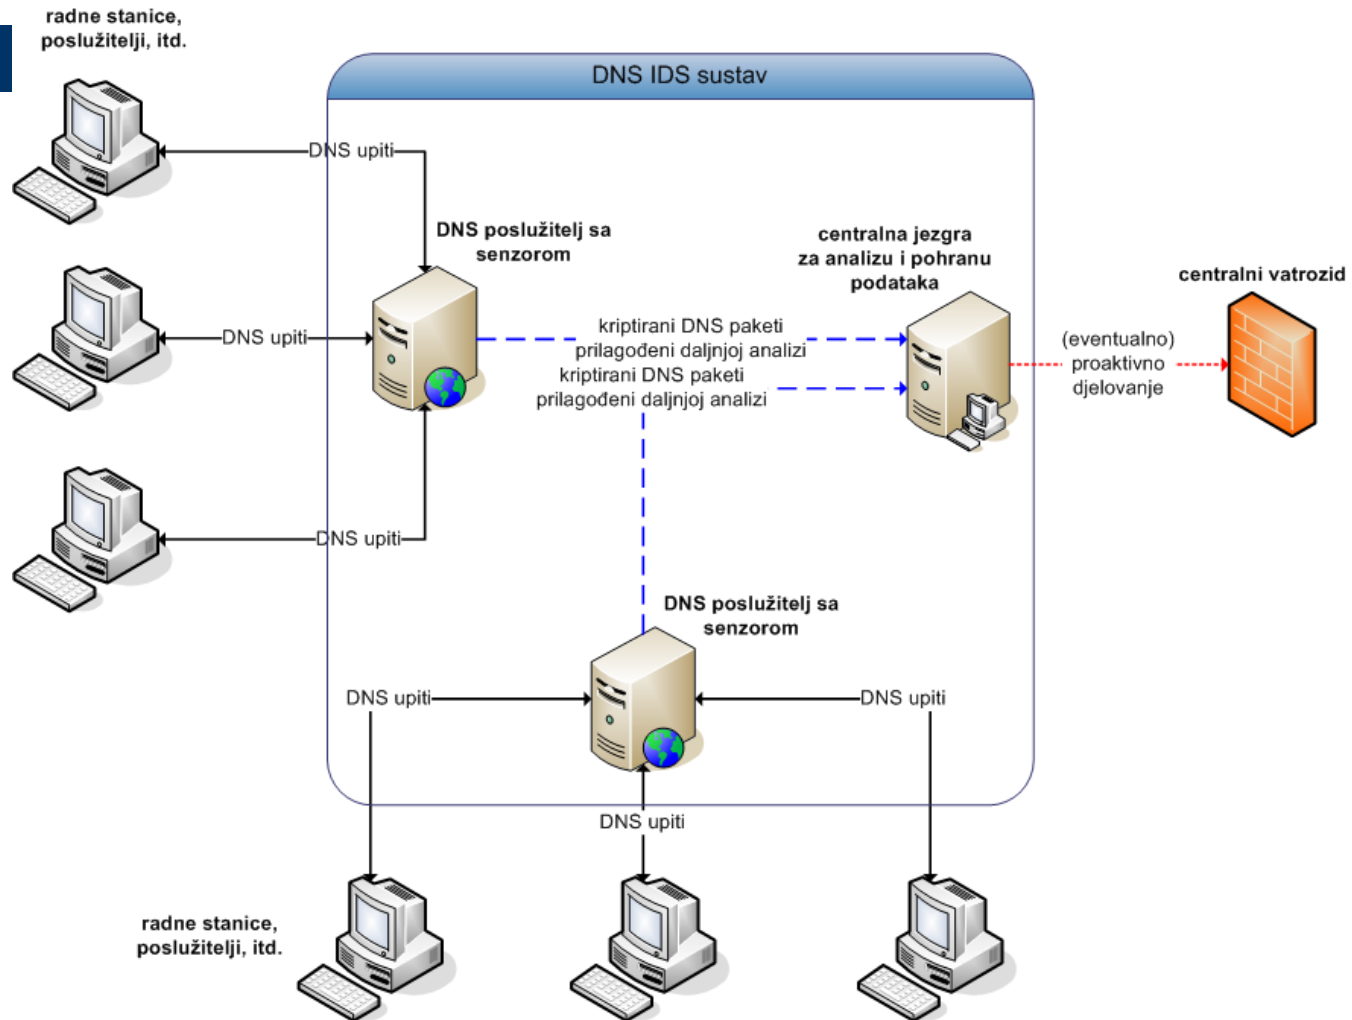 radne stanice,
poslužitelji, itd.
DNS IDS sustav
DNS upiti
DNS poslužitelj sa
senzorom
centralna jezgra
za analizu i pohranu
podataka
centralni vatrozid
DNS upiti
kriptirani DNS paketi
prilagođeni daljnjoj analizi
kriptirani DNS paketi
prilagođeni daljnjoj analizi
(eventualno)
proaktivno
djelovanje
DNS upiti
DNS poslužitelj sa
senzorom
DNS upiti
DNS upiti
DNS upiti
radne stanice,
poslužitelji, itd.